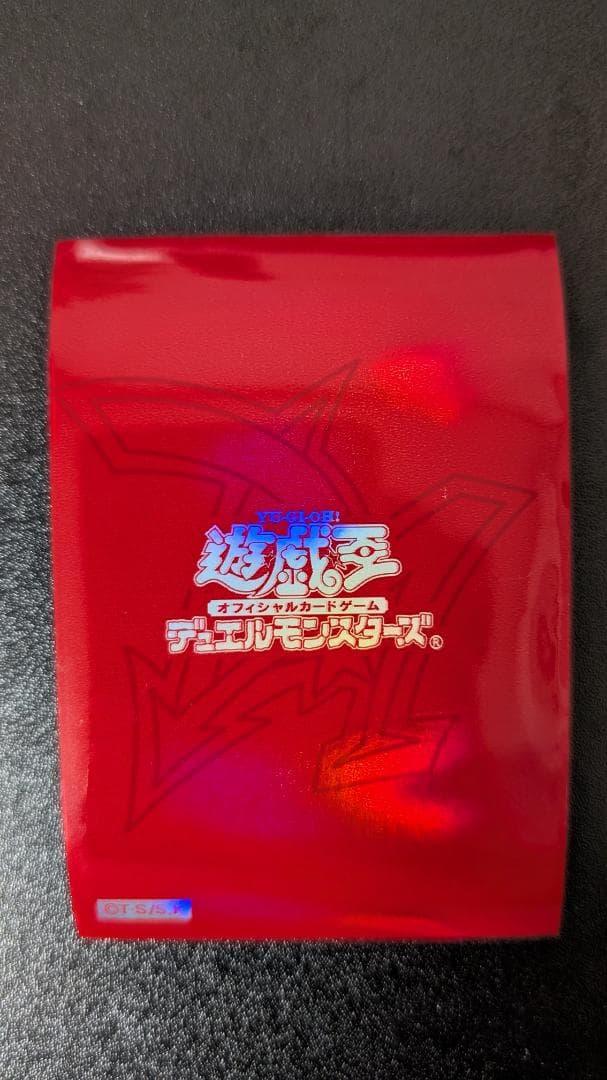 YU-GI-OH!
遊戯王
オフィシャルカードゲーム
デュエルモンスターズ®
©T·S/S.T